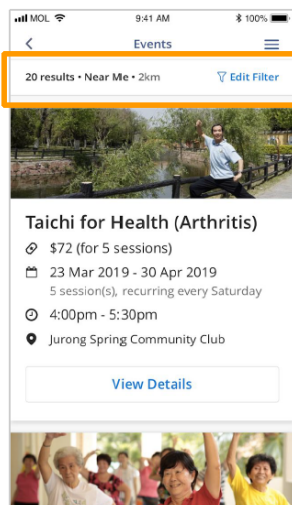 MOL 9:41 AM 100%
Events
20 results • Near Me • 2km Edit Filter
Taichi for Health (Arthritis)
$72 (for 5 sessions)
23 Mar 2019 - 30 Apr 2019
5 session(s), recurring every Saturday
4:00pm - 5:30pm
Jurong Spring Community Club
View Details